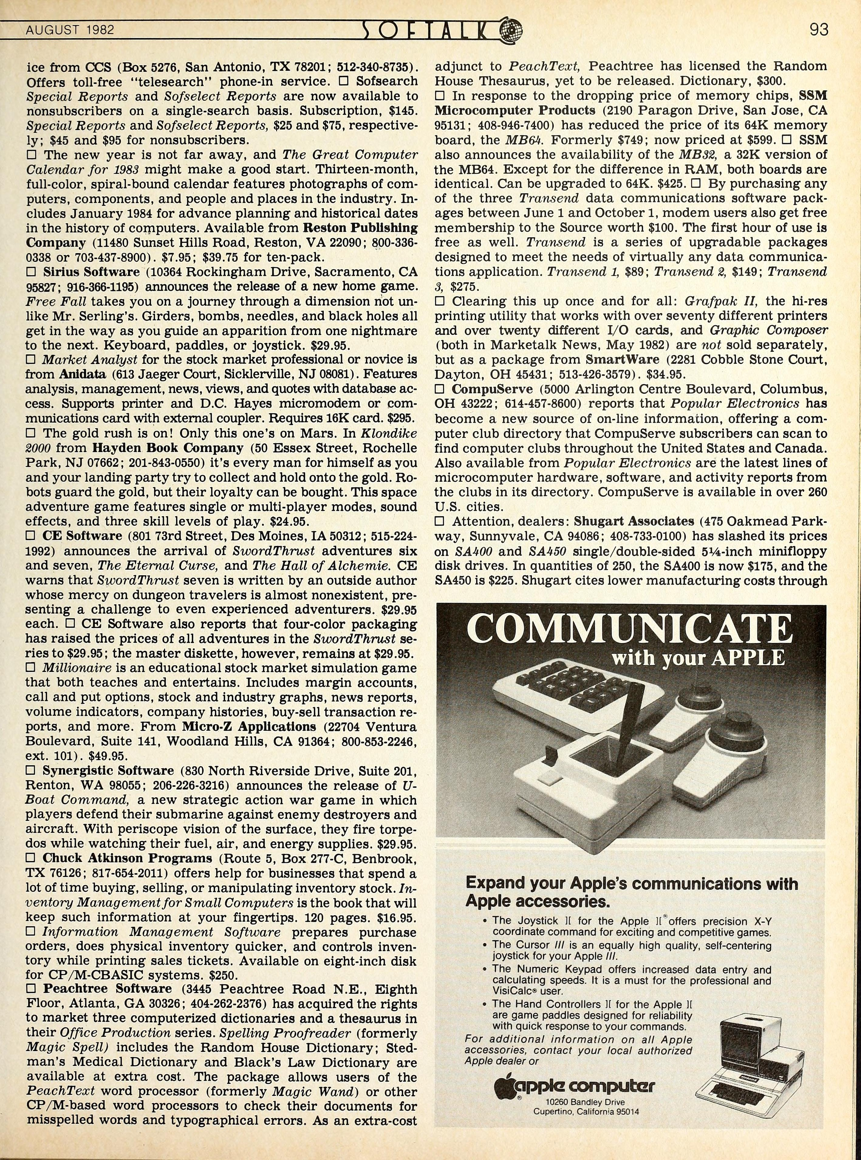 AUGUST 1982
SOFTALK
93
ice from CCS (Box 5276, San Antonio, TX 78201; 512-340-8735).
Offers toll-free "telesearch" phone-in service. □ Sofsearch
Special Reports and Sofselect Reports are now available to
nonsubscribers on a single-search basis. Subscription, $145.
Special Reports and Sofselect Reports, $25 and $75, respective-
ly; $45 and $95 for nonsubscribers.
□ The new year is not far away, and The Great Computer
Calendar for 1983 might make a good start. Thirteen-month,
full-color, spiral-bound calendar features photographs of com-
puters, components, and people and places in the industry. In-
cludes January 1984 for advance planning and historical dates
in the history of computers. Available from Reston Publishing
Company (11480 Sunset Hills Road, Reston, VA 22090; 800-336-
0338 or 703-437-8900). $7.95; $39.75 for ten-pack.
□ Sirius Software (10364 Rockingham Drive, Sacramento, CA
95827; 916-366-1195) announces the release of a new home game.
Free Fall takes you on a journey through a dimension not un-
like Mr. Serling's. Girders, bombs, needles, and black holes all
get in the way as you guide an apparition from one nightmare
to the next. Keyboard, paddles, or joystick. $29.95.
□ Market Analyst for the stock market professional or novice is
from Anidata (613 Jaeger Court, Sicklerville, NJ 08081). Features
analysis, management, news, views, and quotes with database ac-
cess. Supports printer and D.C. Hayes micromodem or com-
munications card with external coupler. Requires 16K card. $295.
□ The gold rush is on! Only this one's on Mars. In Klondike
2000 from Hayden Book Company (50 Essex Street, Rochelle
Park, NJ 07662; 201-843-0550) it's every man for himself as you
and your landing party try to collect and hold onto the gold. Ro-
bots guard the gold, but their loyalty can be bought. This space
adventure game features single or multi-player modes, sound
effects, and three skill levels of play. $24.95.
□ CE Software (801 73rd Street, Des Moines, IA 50312; 515-224-
1992) announces the arrival of SwordThrust adventures six
and seven, The Eternal Curse, and The Hall of Alchemie. CE
warns that SwordThrust seven is written by an outside author
whose mercy on dungeon travelers is almost nonexistent, pre-
senting a challenge to even experienced adventurers. $29.95
each. □ CE Software also reports that four-color packaging
has raised the prices of all adventures in the SwordThrust se-
ries to $29.95; the master diskette, however, remains at $29.95.
□ Millionaire is an educational stock market simulation game
that both teaches and entertains. Includes margin accounts,
call and put options, stock and industry graphs, news reports,
volume indicators, company histories, buy-sell transaction re-
ports, and more. From Micro-Z Applications (22704 Ventura
Boulevard, Suite 141, Woodland Hills, CA 91364; 800-853-2246,
ext. 101). $49.95.
□ Synergistic Software (830 North Riverside Drive, Suite 201,
Renton, WA 98055; 206-226-3216) announces the release of U-
Boat Command, a new strategic action war game in which
players defend their submarine against enemy destroyers and
aircraft. With periscope vision of the surface, they fire torpe-
does while watching their fuel, air, and energy supplies. $29.95.
□ Chuck Atkinson Programs (Route 5, Box 277-C, Benbrook,
TX 76126; 817-654-2011) offers help for businesses that spend a
lot of time buying, selling, or manipulating inventory stock. In-
ventory Management for Small Computers is the book that will
keep such information at your fingertips. 120 pages. $16.95.
□ Information Management Software prepares purchase
orders, does physical inventory quicker, and controls inven-
tory while printing sales tickets. Available on eight-inch disk
for CP/M-CBASIC systems. $250.
□ Peachtree Software (3445 Peachtree Road N.E., Eighth
Floor, Atlanta, GA 30326; 404-262-2376) has acquired the rights
to market three computerized dictionaries and a thesaurus in
their Office Production series. Spelling Proofreader (formerly
Magic Spell) includes the Random House Dictionary; Sted-
man's Medical Dictionary and Black's Law Dictionary are
available at extra cost. The package allows users of the
PeachText word processor (formerly Magic Wand) or other
CP/M-based word processors to check their documents for
misspelled words and typographical errors. As an extra-cost
adjunct to PeachText, Peachtree has licensed the Random
House Thesaurus, yet to be released. Dictionary, $300.
□ In response to the dropping price of memory chips, SSM
Microcomputer Products (2190 Paragon Drive, San Jose, CA
95131; 408-946-7400) has reduced the price of its 64K memory
board, the MB64. Formerly $749; now priced at $599. □ SSM
also announces the availability of the MB32, a 32K version of
the MB64. Except for the difference in RAM, both boards are
identical. Can be upgraded to 64K. $425. □ By purchasing any
of the three Transend data communications software pack-
ages between June 1 and October 1, modem users also get free
membership to the Source worth $100. The first hour of use is
free as well. Transend is a series of upgradable packages
designed to meet the needs of virtually any data communica-
tions application. Transend 1, $89; Transend 2, $149; Transend
3, $275.
□ Clearing this up once and for all: Grafpak II, the hi-res
printing utility that works with over seventy different printers
and over twenty different I/O cards, and Graphic Composer
(both in Marketalk News, May 1982) are not sold separately,
but as a package from SmartWare (2281 Cobble Stone Court,
Dayton, OH 45431; 513-426-3579). $34.95.
□ CompuServe (5000 Arlington Centre Boulevard, Columbus,
OH 43222; 614-457-8600) reports that Popular Electronics has
become a new source of on-line information, offering a com-
puter club directory that CompuServe subscribers can scan to
find computer clubs throughout the United States and Canada.
Also available from Popular Electronics are the latest lines of
microcomputer hardware, software, and activity reports from
the clubs in its directory. CompuServe is available in over 260
U.S. cities.
□ Attention, dealers: Shugart Associates (475 Oakmead Park-
way, Sunnyvale, CA 94086; 408-733-0100) has slashed its prices
on SA400 and SA450 single/double-sided 5¼-inch minifloppy
disk drives. In quantities of 250, the SA400 is now $175, and the
SA450 is $225. Shugart cites lower manufacturing costs through
COMMUNICATE
with your APPLE
Expand your Apple's communications with
Apple accessories.
• The Joystick ][ for the Apple ][® offers precision X-Y
coordinate command for exciting and competitive games.
• The Cursor /// is an equally high quality, self-centering
joystick for your Apple ///.
• The Numeric Keypad offers increased data entry and
calculating speeds. It is a must for the professional and
VisiCalc® user.
• The Hand Controllers ][ for the Apple ][
are game paddles designed for reliability
with quick response to your commands.
For additional information on all Apple
accessories, contact your local authorized
Apple dealer or
® apple computer
10260 Bandley Drive
Cupertino, California 95014